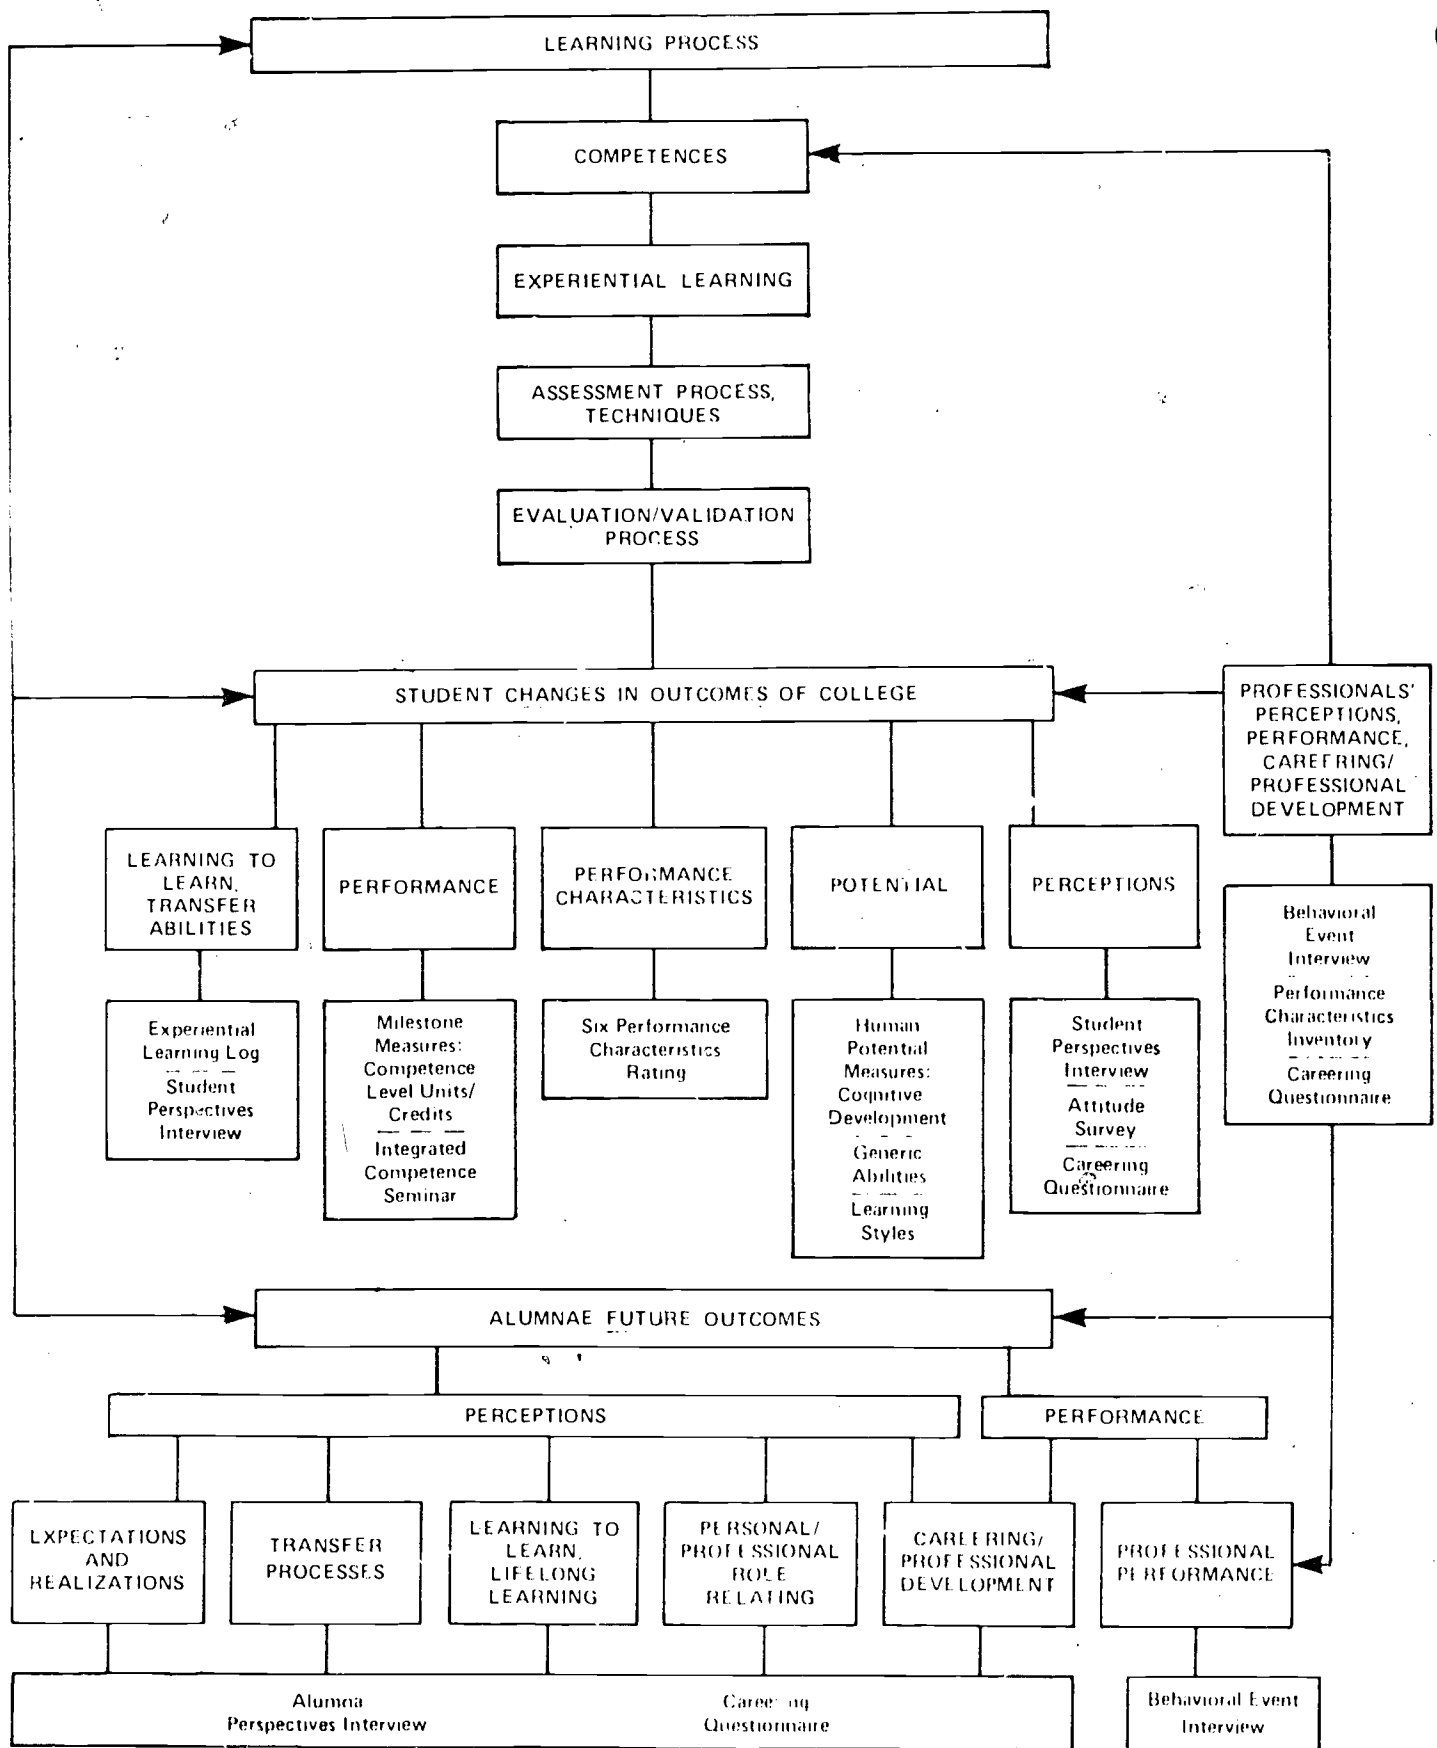 LEARNING PROCESS
COMPETENCES
EXPERIENTIAL LEARNING
ASSESSMENT PROCESS,
TECHNIQUES
EVALUATION/VALIDATION
PROCESS
STUDENT CHANGES IN OUTCOMES OF COLLEGE
PROFESSIONALS'
PERCEPTIONS,
PERFORMANCE,
CAREERING/
PROFESSIONAL
DEVELOPMENT
LEARNING TO
LEARN,
TRANSFER
ABILITIES
PERFORMANCE
PERFORMANCE
CHARACTERISTICS
POTENTIAL
PERCEPTIONS
Behavioral
Event
Interview
Performance
Characteristics
Inventory
Careering
Questionnaire
Experiential
Learning Log
Student
Perspectives
Interview
Milestone
Measures:
Competence
Level Units/
Credits
Integrated
Competence
Seminar
Six Performance
Characteristics
Rating
Human
Potential
Measures:
Cognitive
Development
Generic
Abilities
Learning
Styles
Student
Perspectives
Interview
Attitude
Survey
Careering
Questionnaire
ALUMNAE FUTURE OUTCOMES
PERCEPTIONS
PERFORMANCE
EXPECTATIONS
AND
REALIZATIONS
TRANSFER
PROCESSES
LEARNING TO
LEARN,
LIFELONG
LEARNING
PERSONAL/
PROFESSIONAL
ROLE
RELATING
CAREERING/
PROFESSIONAL
DEVELOPMENT
PROFESSIONAL
PERFORMANCE
Alumna
Perspectives Interview
Careering
Questionnaire
Behavioral Event
Interview